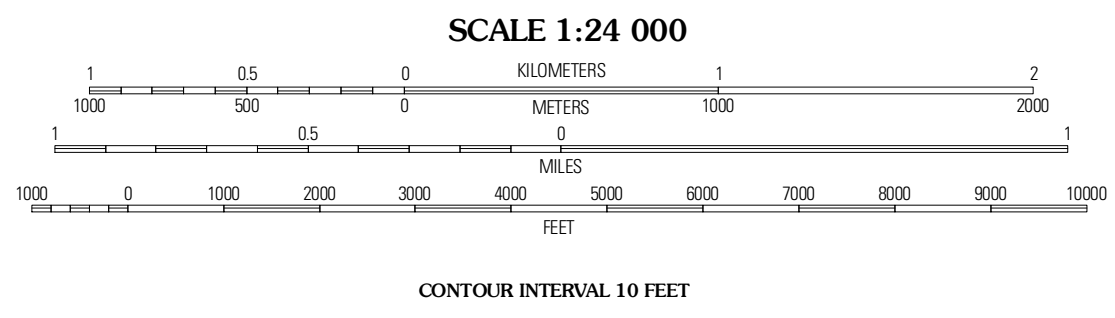 SCALE 1:24 000
1 0.5 0 KILOMETERS 1 2
1000 500 0 METERS 1000 2000
1 0.5 0 1
MILES
1000 0 1000 2000 3000 4000 5000 6000 7000 8000 9000 10000
FEET
CONTOUR INTERVAL 10 FEET